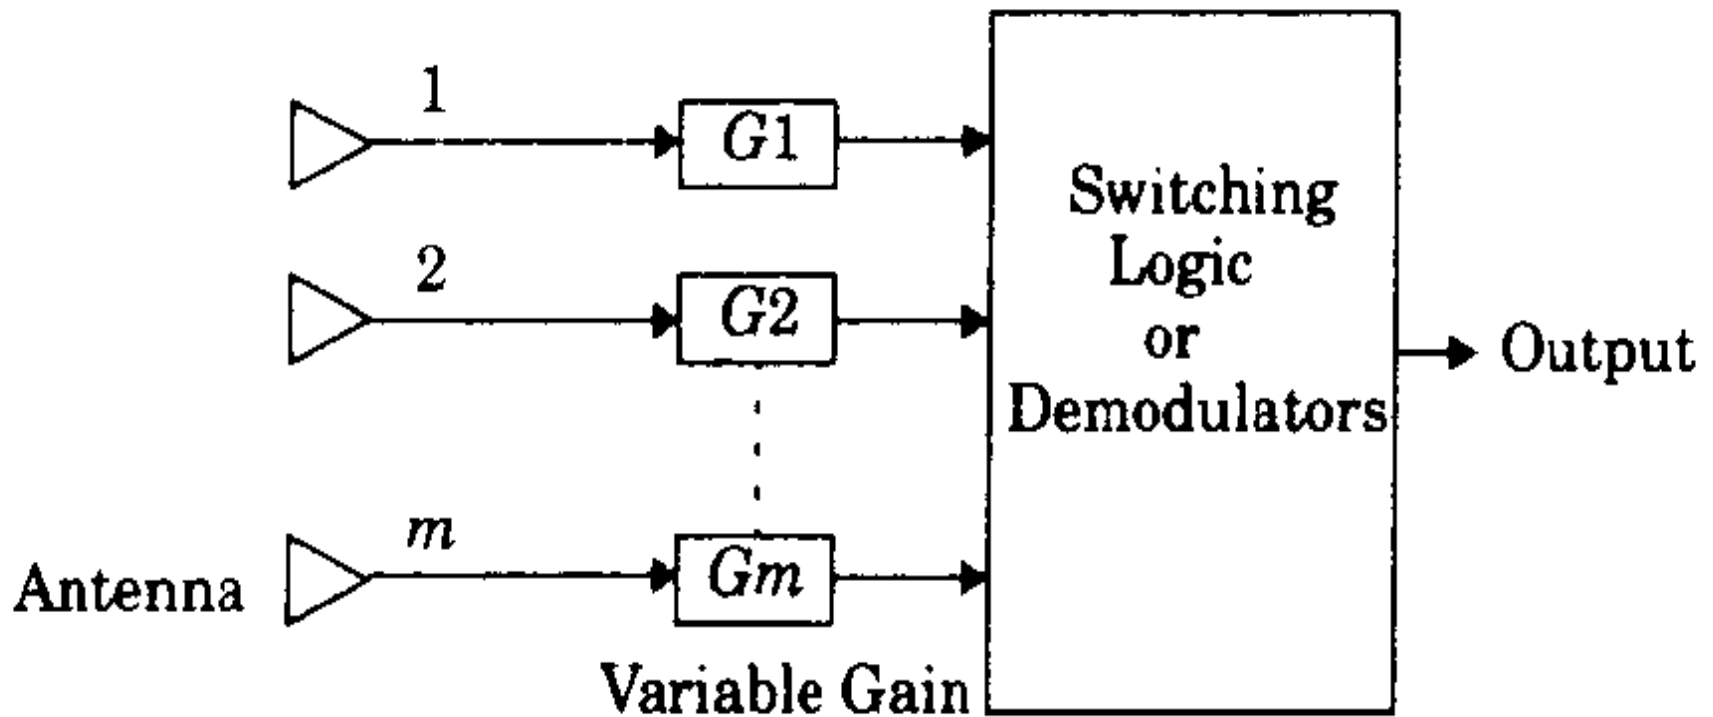 1
G1
2
G2
m
Gm
Antenna
Variable Gain
Switching
Logic
or
Demodulators
Output